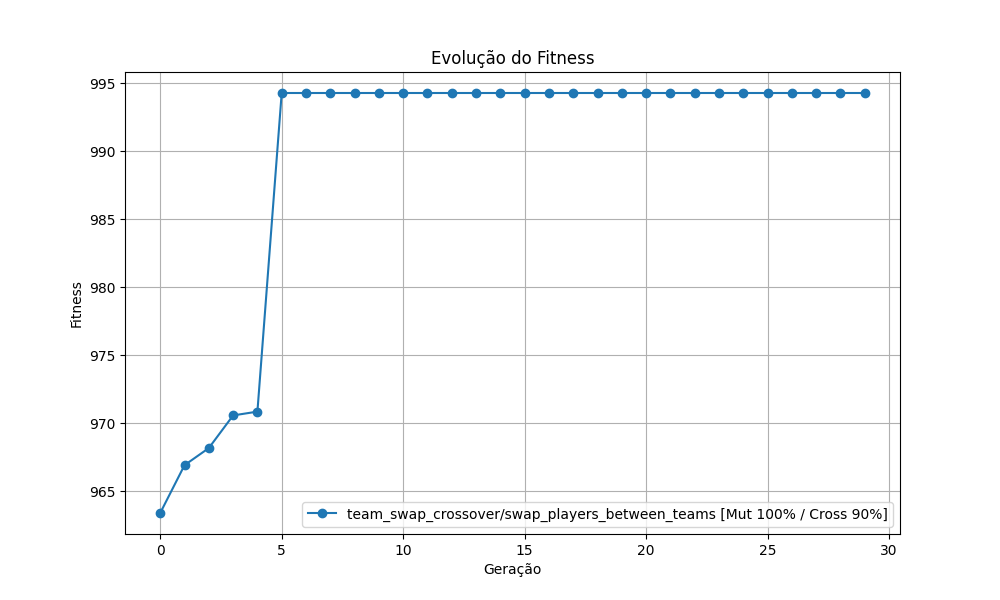 Evolução do Fitness
Fitness
995
990
985
980
975
970
965
team_swap_crossover/swap_players_between_teams [Mut 100% / Cross 90%]
0 5 10 15 20 25 30
Geração